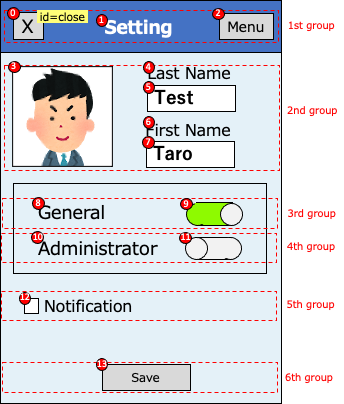 0 X id=close 1 Setting 2 Menu 1st group
3
4 Last Name
5 Test 2nd group
6 First Name
7 Taro
8 General 9 3rd group
10 Administrator 11 4th group
12 Notification 5th group
13 Save 6th group